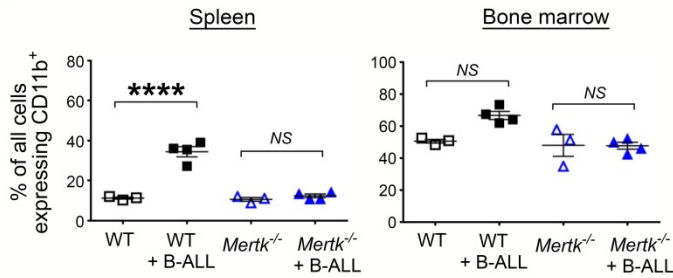 Spleen
Bone marrow
% of all cells
expressing CD11b+
80
60
40
20
0
****
NS
WT
WT
+ B-ALL
Mertk-/-
Mertk-/-
+ B-ALL
100
80
60
40
20
0
NS
NS
WT
WT
+ B-ALL
Mertk-/-
Mertk-/-
+ B-ALL